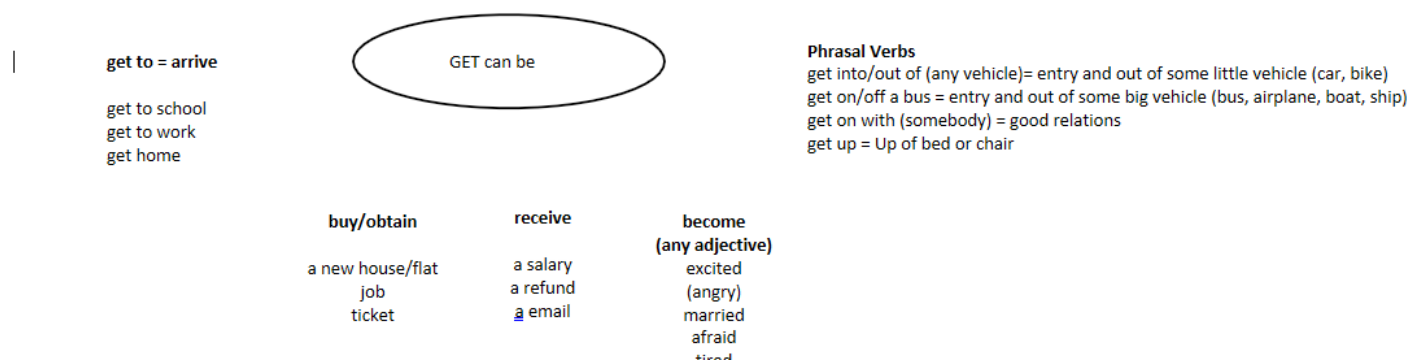 GET can be
get to = arrive
get to school
get to work
get home
Phrasal Verbs
get into/out of (any vehicle)= entry and out of some little vehicle (car, bike)
get on/off a bus = entry and out of some big vehicle (bus, airplane, boat, ship)
get on with (somebody) = good relations
get up = Up of bed or chair
buy/obtain
a new house/flat
job
ticket
receive
a salary
a refund
a email
become
(any adjective)
excited
(angry)
married
afraid
tired